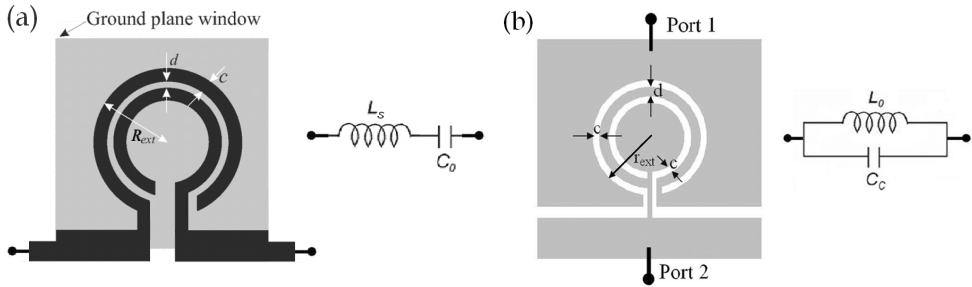 (a)
Ground plane window
d
c
R_ext
L_s
C_0
(b)
Port 1
d
c
r_ext
c
Port 2
L_0
C_C